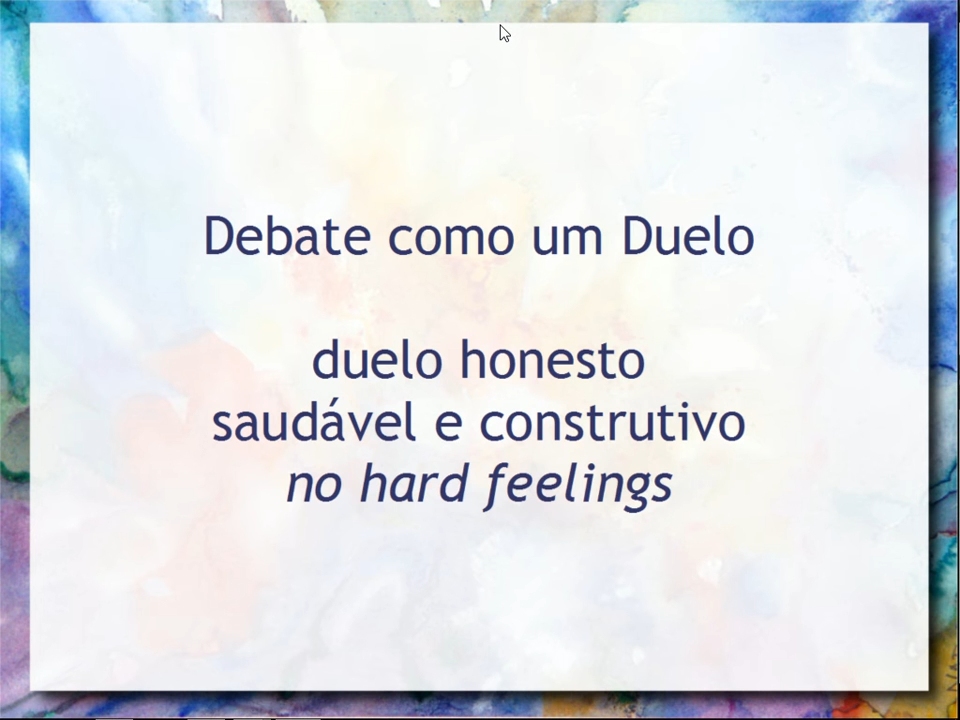 Debate como um Duelo
duelo honesto
saudável e construtivo
no hard feelings